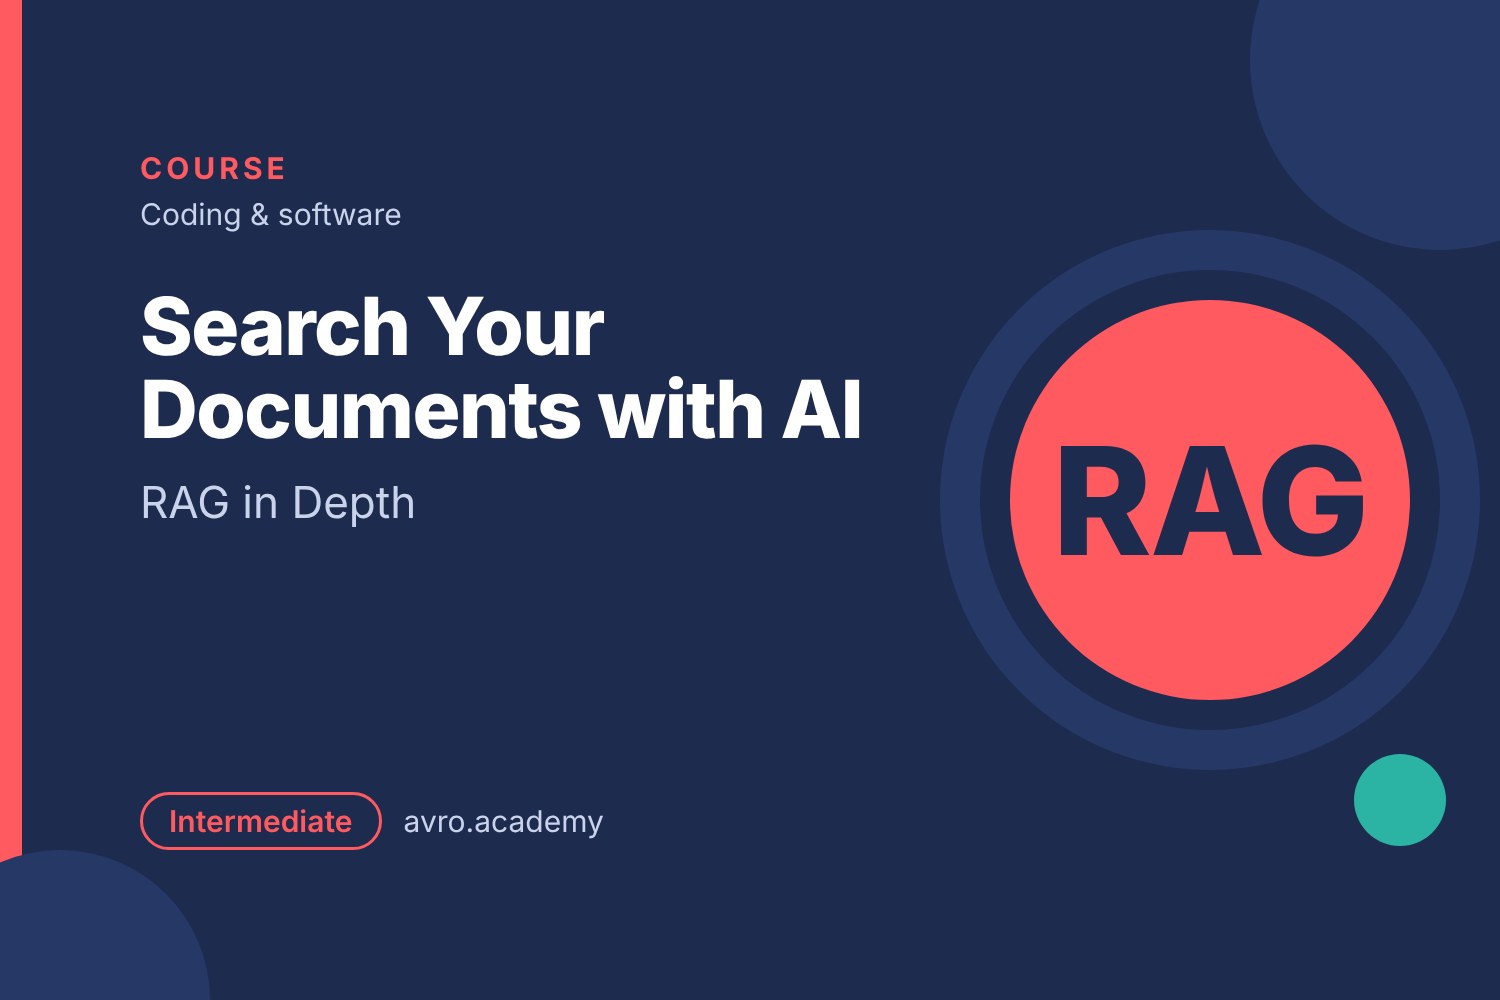 COURSE
Coding & software
Search Your
Documents with AI
RAG in Depth
RAG
Intermediate
avro.academy